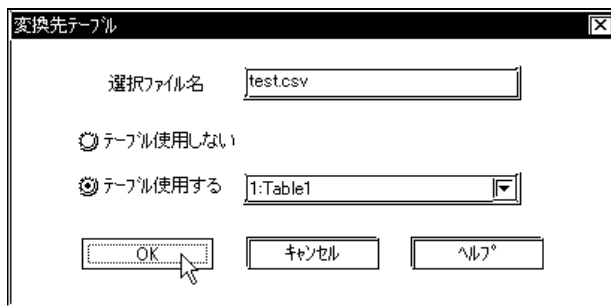 変換先ﾃｰﾌﾞﾙ
選択ﾌｧｲﾙ名 test.csv
ﾃｰﾌﾞﾙ使用しない
ﾃｰﾌﾞﾙ使用する 1:Table1
OK ｷｬﾝｾﾙ ﾍﾙﾌﾟ